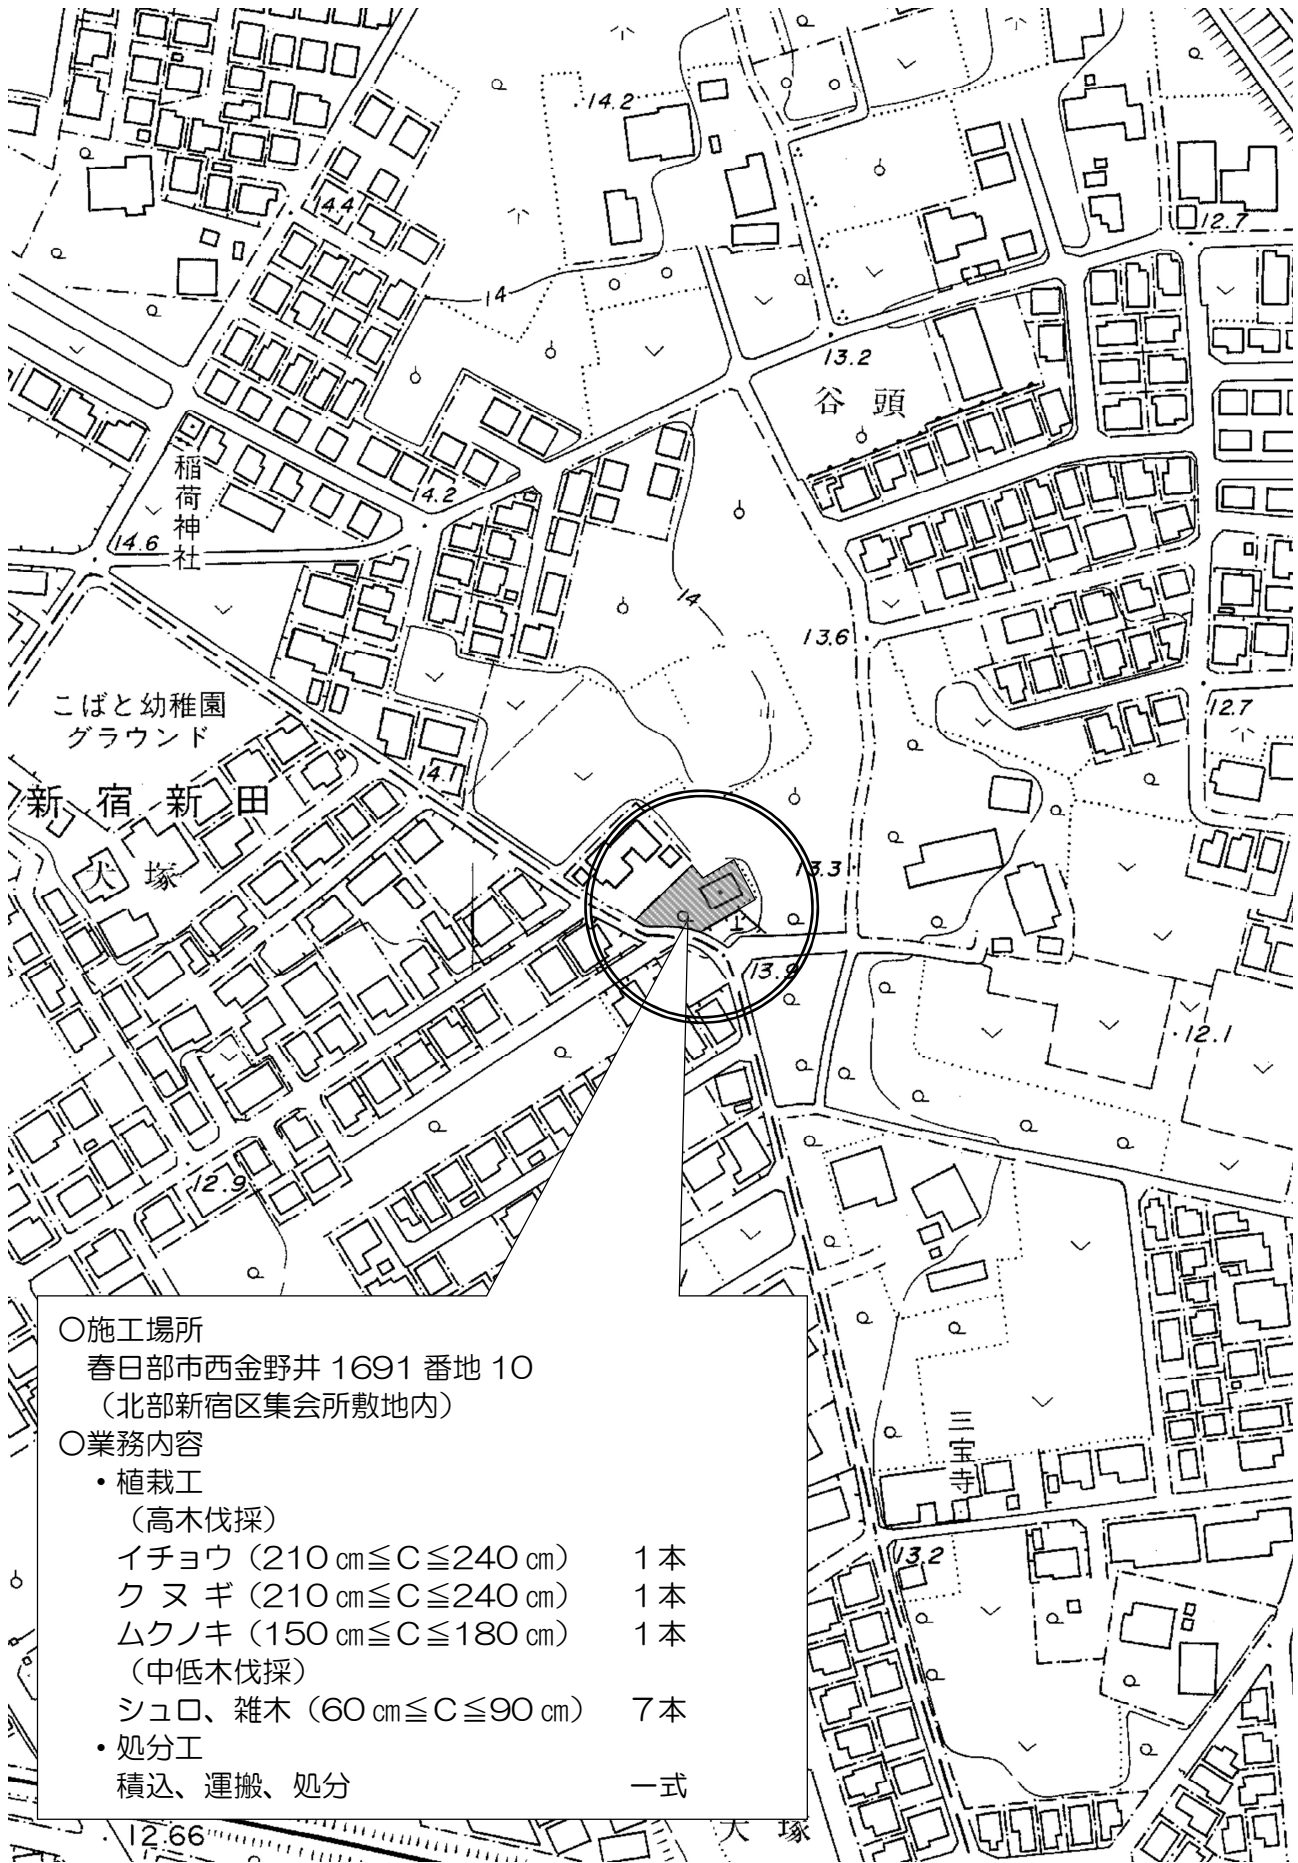 14.2
14.4
12.7
14
13.2
谷頭
稲荷神社
14.2
14.6
14
13.6
12.7
こばと幼稚園
グラウンド
14.1
新宿新田
大塚
13.3
13.9
12.1
12.9
三宝寺
13.2
〇施工場所
春日部市西金野井 1691 番地 10
（北部新宿区集会所敷地内）
〇業務内容
・植栽工
（高木伐採）
イチョウ（210 ㎝≦C≦240 ㎝） 1本
ク ヌ ギ（210 ㎝≦C≦240 ㎝） 1本
ムクノキ（150 ㎝≦C≦180 ㎝） 1本
（中低木伐採）
シュロ、雑木（60 ㎝≦C≦90 ㎝） 7本
・処分工
積込、運搬、処分 一式
12.66
大塚